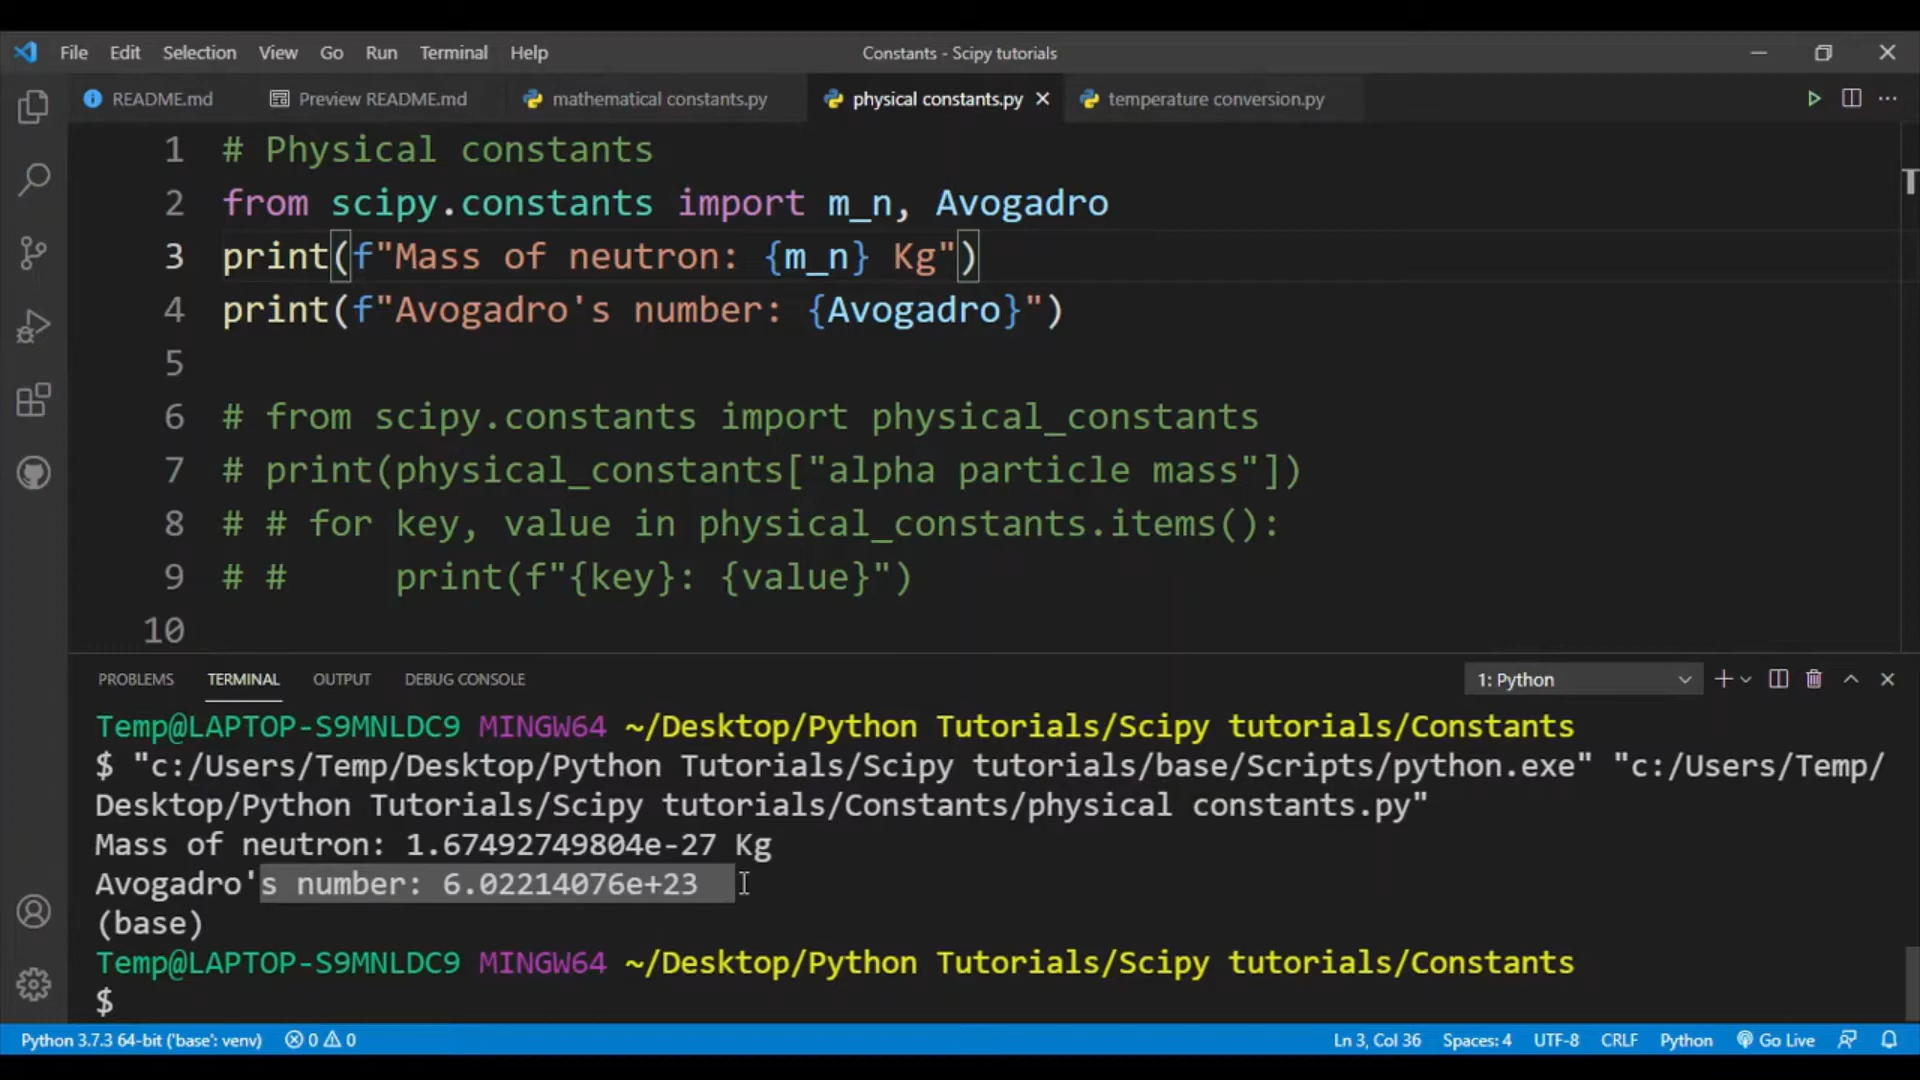 File Edit Selection View Go Run Terminal Help Constants - Scipy tutorials
README.md Preview README.md mathematical constants.py physical constants.py temperature conversion.py
1 # Physical constants
2 from scipy.constants import m_n, Avogadro
3 print(f"Mass of neutron: {m_n} Kg")
4 print(f"Avogadro's number: {Avogadro}")
5
6 # from scipy.constants import physical_constants
7 # print(physical_constants["alpha particle mass"])
8 # # for key, value in physical_constants.items():
9 # #     print(f"{key}: {value}")
10
PROBLEMS TERMINAL OUTPUT DEBUG CONSOLE 1: Python
Temp@LAPTOP-S9MNLDC9 MINGW64 ~/Desktop/Python Tutorials/Scipy tutorials/Constants
$ "c:/Users/Temp/Desktop/Python Tutorials/Scipy tutorials/base/Scripts/python.exe" "c:/Users/Temp/
Desktop/Python Tutorials/Scipy tutorials/Constants/physical constants.py"
Mass of neutron: 1.67492749804e-27 Kg
Avogadro's number: 6.02214076e+23
(base)
Temp@LAPTOP-S9MNLDC9 MINGW64 ~/Desktop/Python Tutorials/Scipy tutorials/Constants
$
Python 3.7.3 64-bit ('base': venv) 0 0 Ln 3, Col 36 Spaces: 4 UTF-8 CRLF Python Go Live